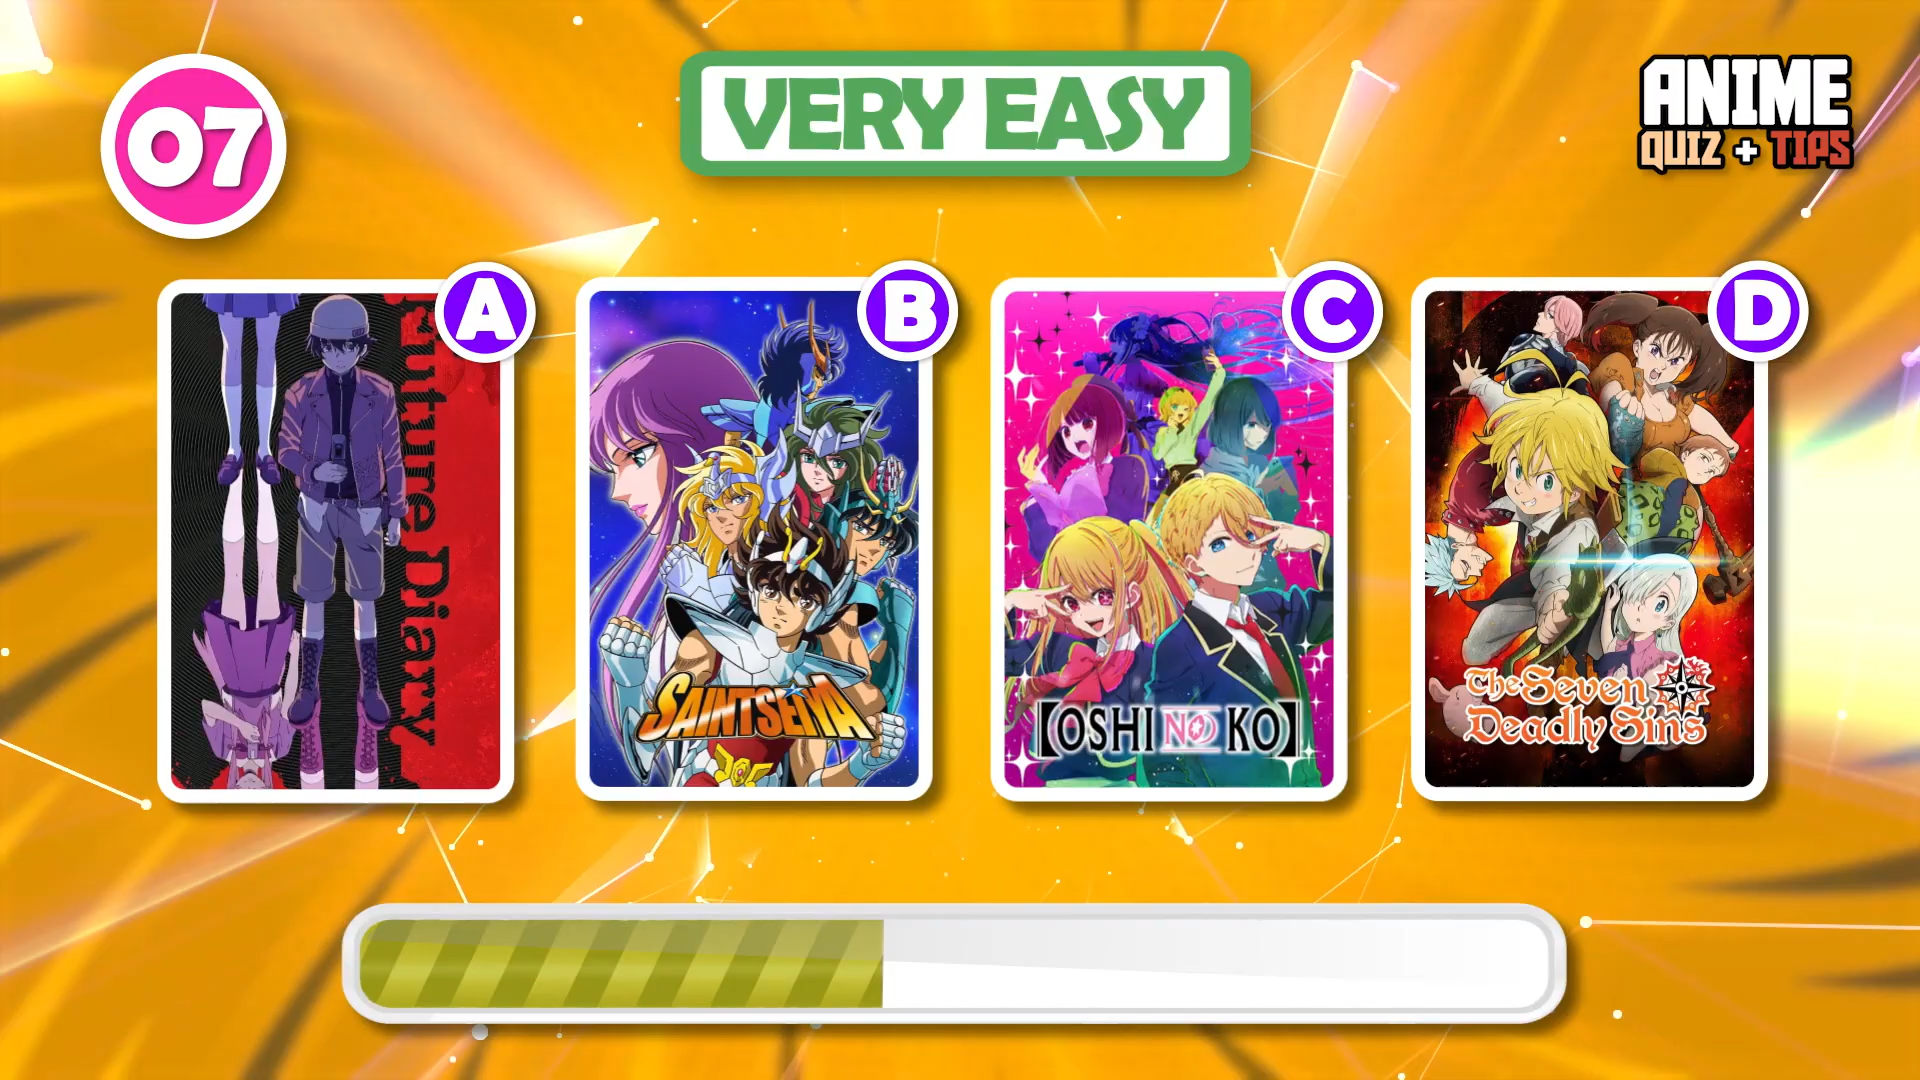 07
VERY EASY
ANIME
QUIZ + TIPS
A
B
C
D
Future Diary
SAINT SEIYA
【OSHI NO KO】
The Seven
Deadly Sins